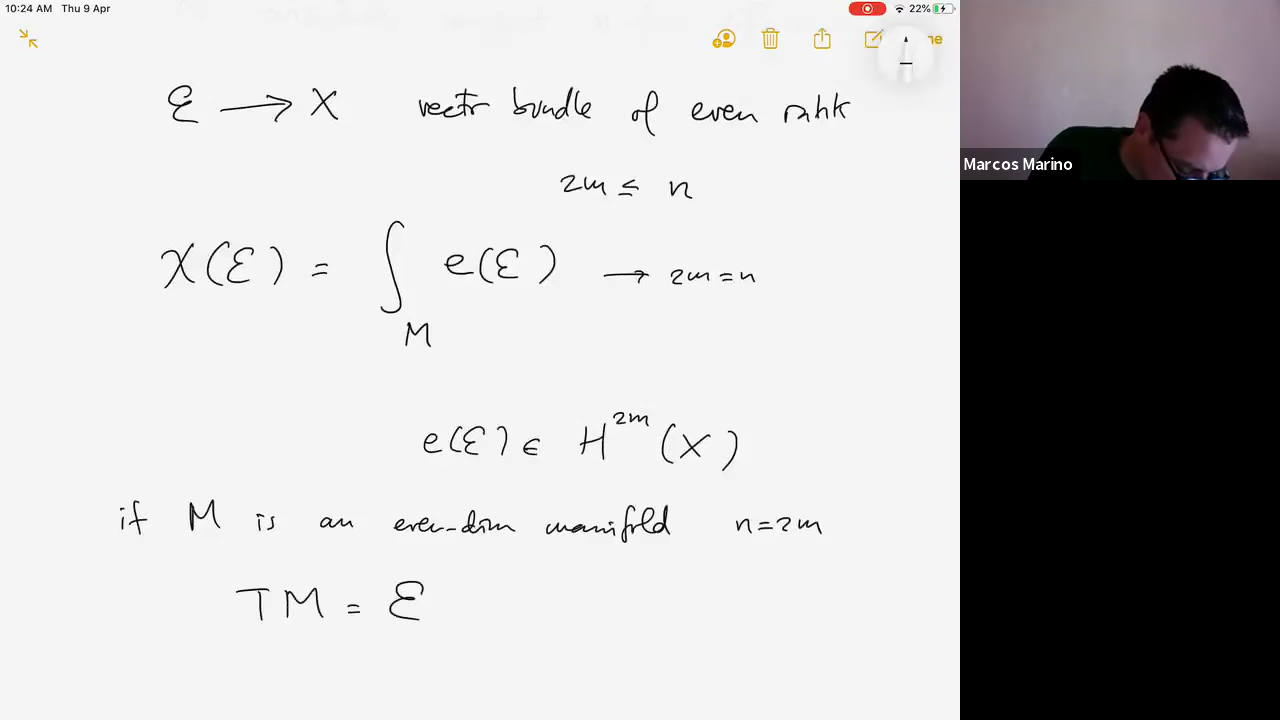 10:24 AM Thu 9 Apr
22%
ℰ ⟶ X vector bundle of even rank
2m ≤ n
χ(ℰ) = ∫_M e(ℰ) → 2m = n
e(ℰ) ∈ H^{2m}(X)
if M is an even-dim manifold n=2m
TM = ℰ
Marcos Marino